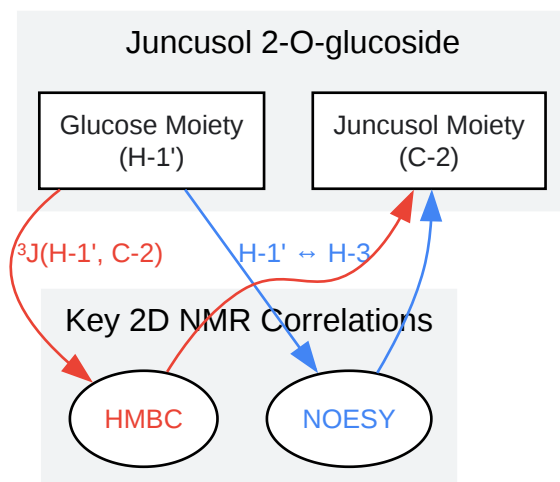 Juncusol 2-O-glucoside
Glucose Moiety
(H-1')
Juncusol Moiety
(C-2)
³J(H-1', C-2)
H-1' ↔ H-3
Key 2D NMR Correlations
HMBC
NOESY